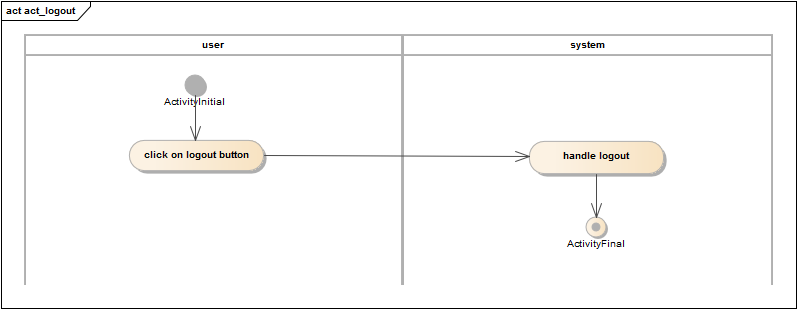 act act_logout
user
system
ActivityInitial
click on logout button
handle logout
ActivityFinal